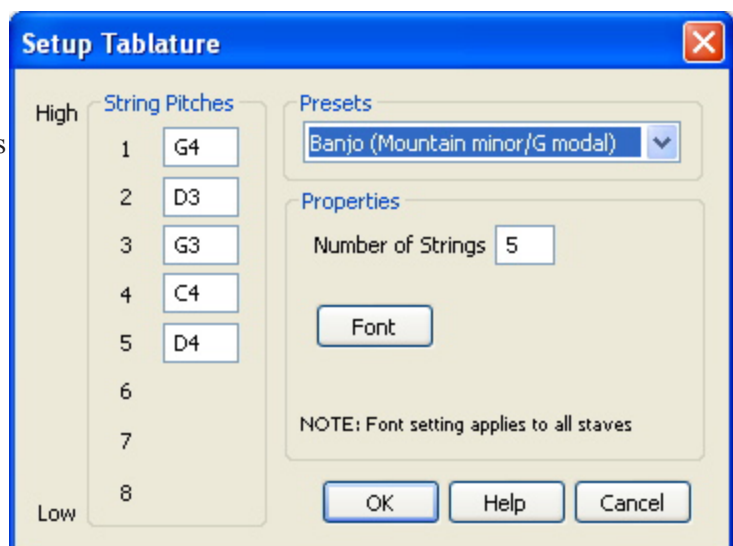 Setup Tablature
High
String Pitches
s
1 G4
2 D3
3 G3
4 C4
5 D4
6
7
8
Low
Presets
Banjo (Mountain minor/G modal)
Properties
Number of Strings 5
Font
NOTE: Font setting applies to all staves
OK Help Cancel